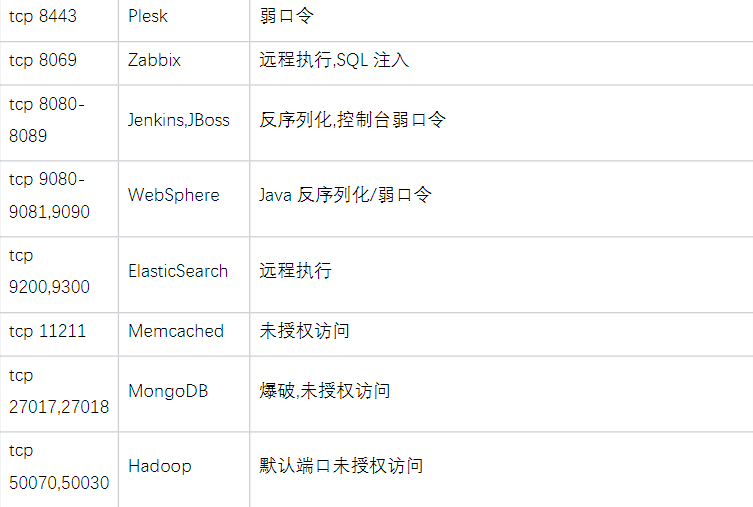 tcp 8443 Plesk 弱口令
tcp 8069 Zabbix 远程执行,SQL 注入
tcp 8080-
8089
Jenkins,JBoss 反序列化,控制台弱口令
tcp 9080-
9081,9090
WebSphere Java 反序列化/弱口令
tcp
9200,9300
ElasticSearch 远程执行
tcp 11211 Memcached 未授权访问
tcp
27017,27018
MongoDB 爆破,未授权访问
tcp
50070,50030
Hadoop 默认端口未授权访问